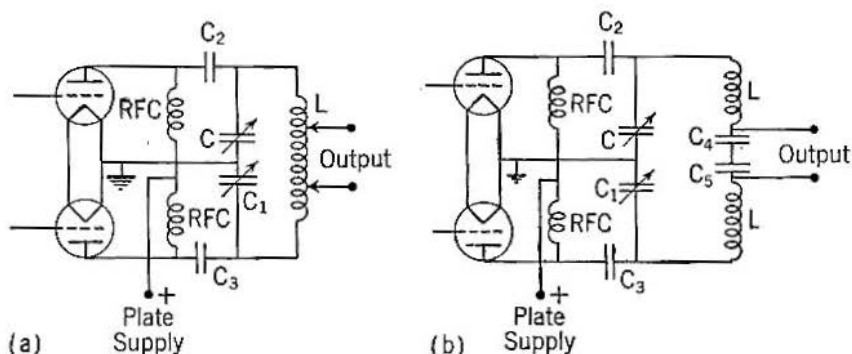 C₂
RFC
L
C
Output
C₁
RFC
C₃
+
Plate
Supply
(a)
C₂
RFC
L
C
C₄
Output
C₁
C₅
RFC
L
C₃
+
Plate
Supply
(b)